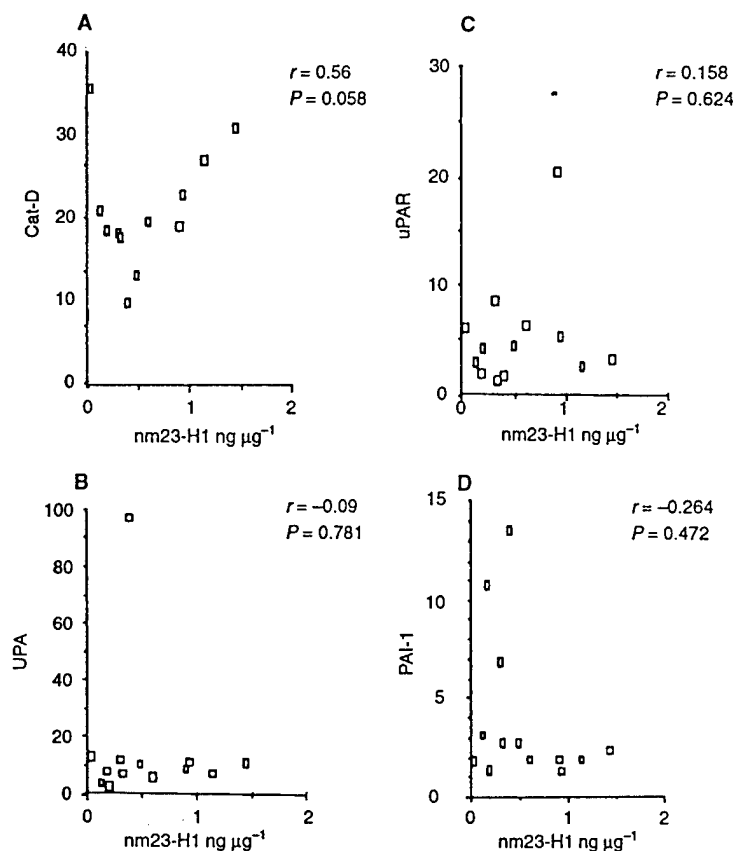 A
r = 0.56
P = 0.058
40
30
20
10
0
Cat-D
0
1
2
nm23-H1 ng μg⁻¹
C
r = 0.158
P = 0.624
30
20
10
0
uPAR
0
1
2
nm23-H1 ng μg⁻¹
B
r = –0.09
P = 0.781
100
80
60
40
20
0
UPA
0
1
2
nm23-H1 ng μg⁻¹
D
r = –0.264
P = 0.472
15
10
5
0
PAI-1
0
1
2
nm23-H1 ng μg⁻¹